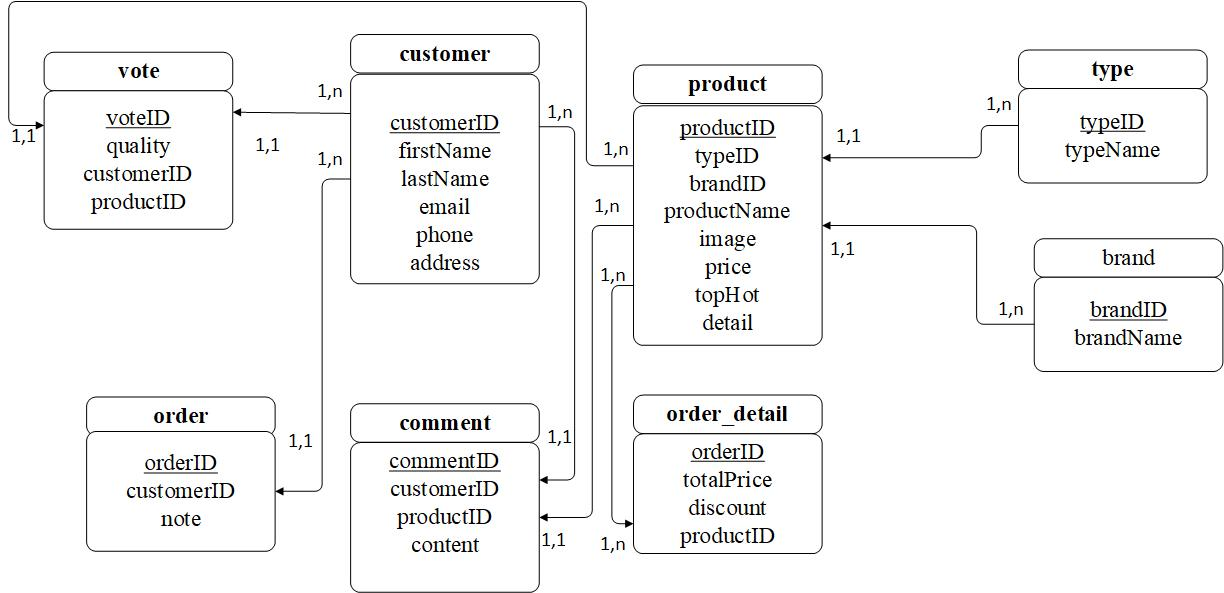 vote
voteID
quality
customerID
productID
1,1
1,n
1,1
1,n
customer
customerID
firstName
lastName
email
phone
address
1,n
1,n
1,n
1,n
product
productID
typeID
brandID
productName
image
price
topHot
detail
1,1
1,1
1,n
type
typeID
typeName
brand
brandID
brandName
1,n
order
orderID
customerID
note
1,1
comment
commentID
customerID
productID
content
1,1
1,1
order_detail
orderID
totalPrice
discount
productID
1,n